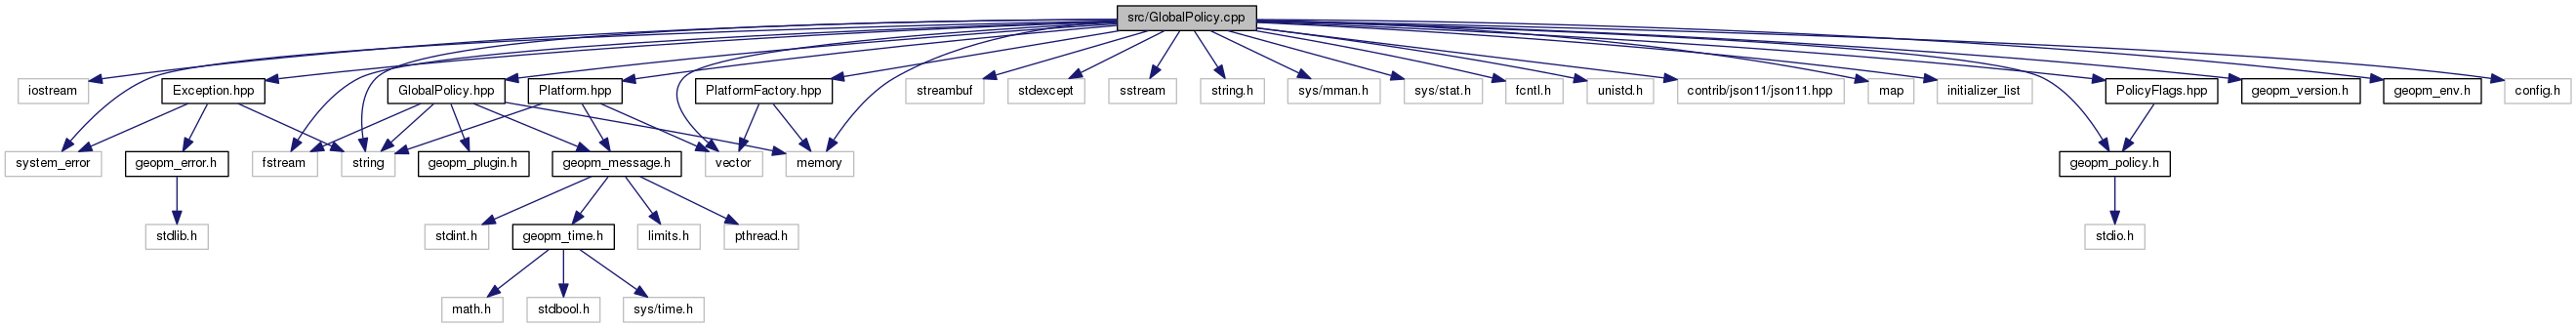 src/GlobalPolicy.cpp
iostream
Exception.hpp
GlobalPolicy.hpp
Platform.hpp
PlatformFactory.hpp
streambuf
stdexcept
sstream
string.h
sys/mman.h
sys/stat.h
fcntl.h
unistd.h
contrib/json11/json11.hpp
map
initializer_list
PolicyFlags.hpp
geopm_version.h
geopm_env.h
config.h
system_error
geopm_error.h
fstream
string
geopm_plugin.h
geopm_message.h
vector
memory
geopm_policy.h
stdlib.h
stdint.h
geopm_time.h
limits.h
pthread.h
stdio.h
math.h
stdbool.h
sys/time.h